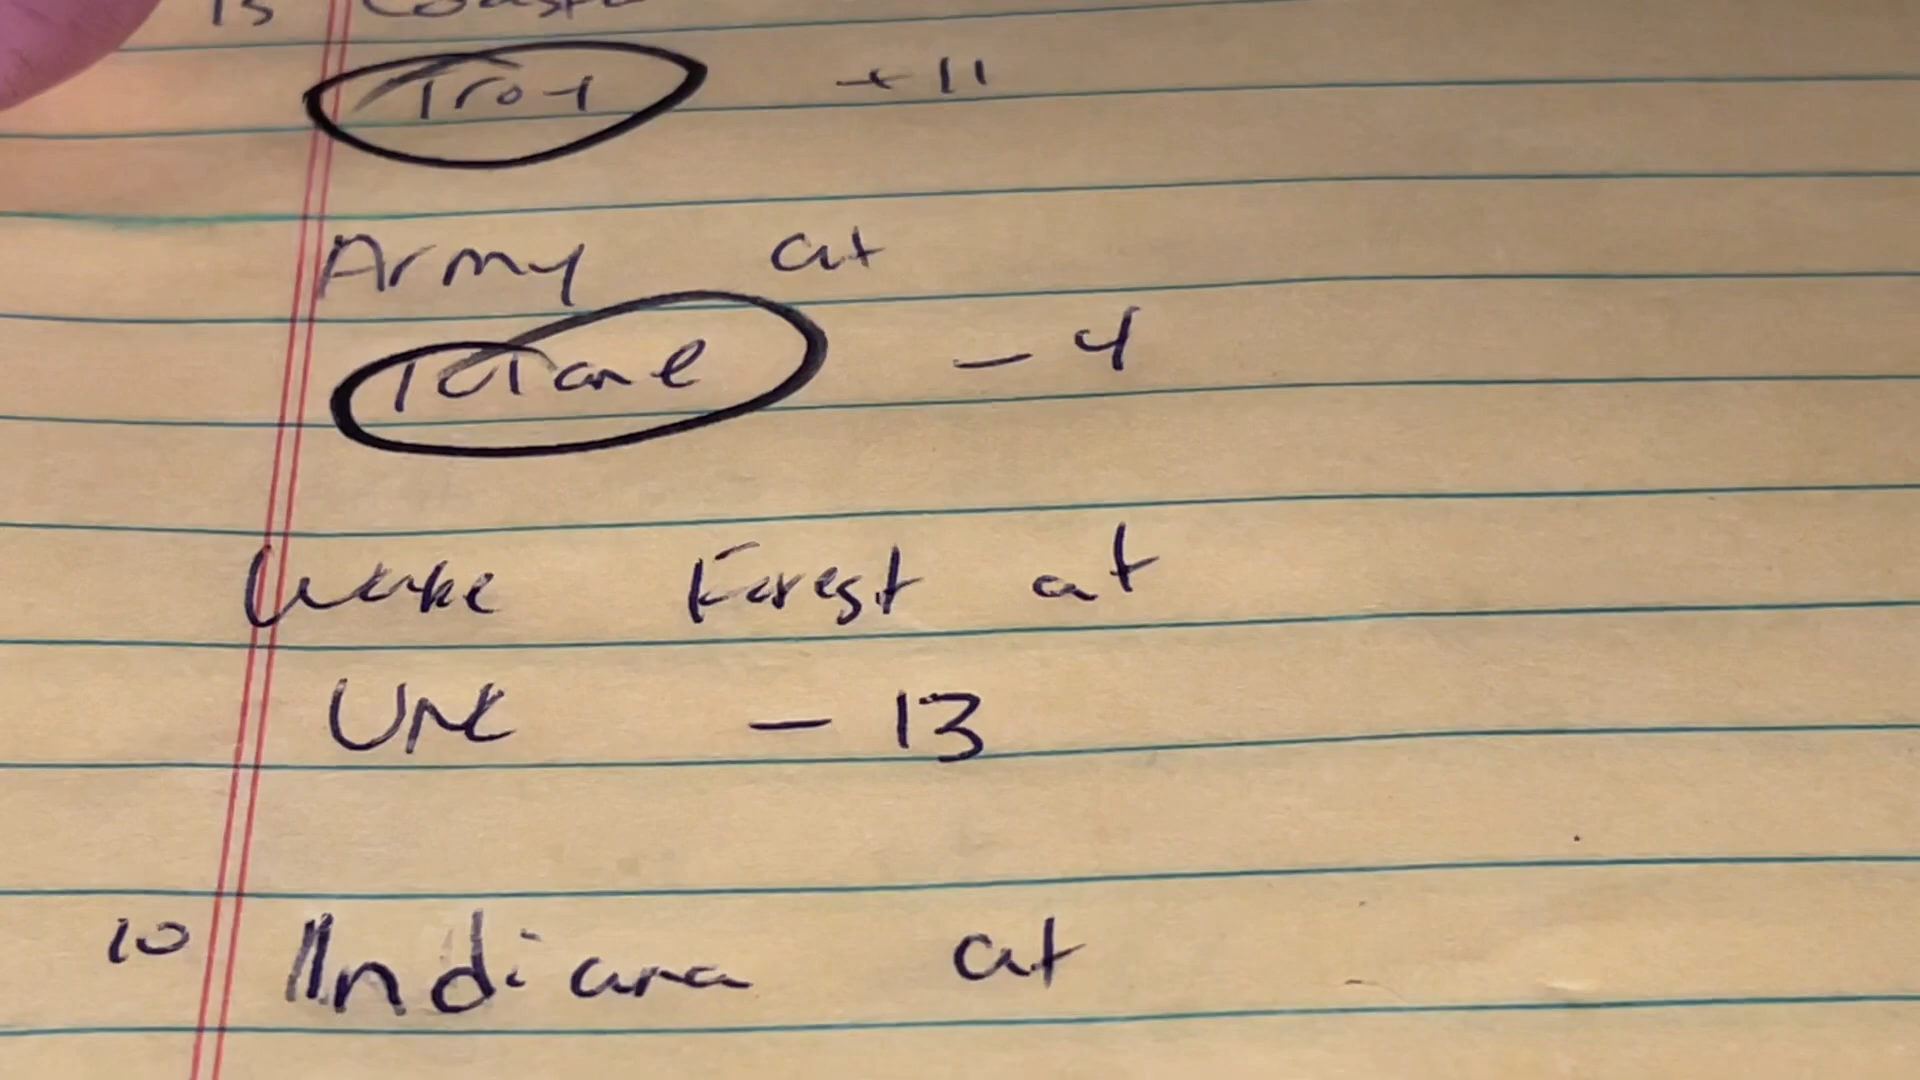 Troy +11
Army at
Tulane - 4
Wake Forest at
UNC - 13
10 Indiana at